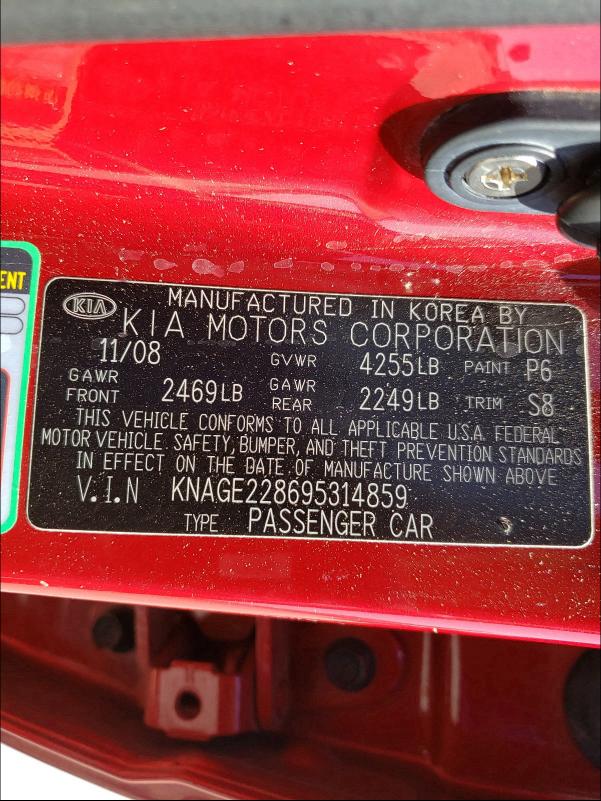 ENT
KIA
MANUFACTURED IN KOREA BY
KIA MOTORS CORPORATION
11/08 GVWR 4255LB PAINT P6
GAWR FRONT 2469LB GAWR REAR 2249LB TRIM S8
THIS VEHICLE CONFORMS TO ALL APPLICABLE U.S.A. FEDERAL
MOTOR VEHICLE SAFETY, BUMPER, AND THEFT PREVENTION STANDARDS
IN EFFECT ON THE DATE OF MANUFACTURE SHOWN ABOVE
V.I.N KNAGE228695314859
TYPE PASSENGER CAR